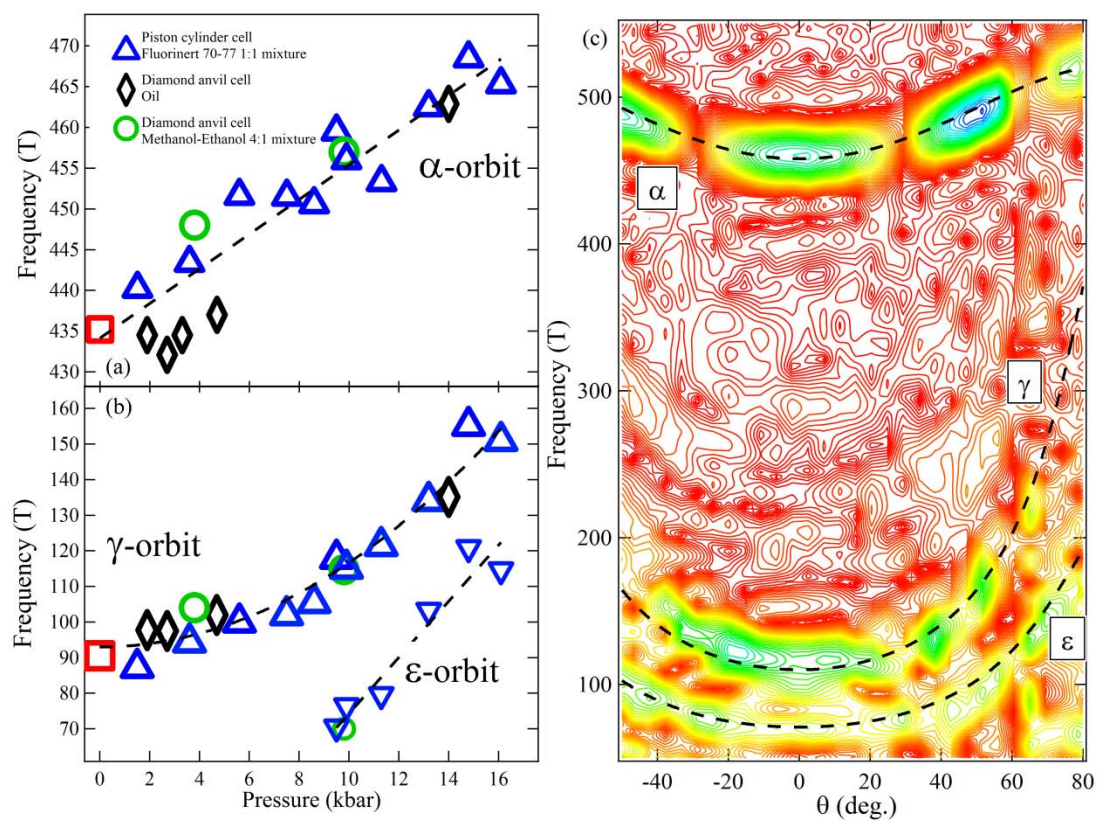 (a)
470
465
460
455
450
445
440
435
430
Frequency (T)
Piston cylinder cell
Fluorinert 70-77 1:1 mixture
Diamond anvil cell
Oil
Diamond anvil cell
Methanol-Ethanol 4:1 mixture
α-orbit
(b)
160
150
140
130
120
110
100
90
80
70
Frequency (T)
γ-orbit
ε-orbit
0 2 4 6 8 10 12 14 16
Pressure (kbar)
(c)
500
400
300
200
100
Frequency (T)
α
γ
ε
-40 -20 0 20 40 60 80
θ (deg.)